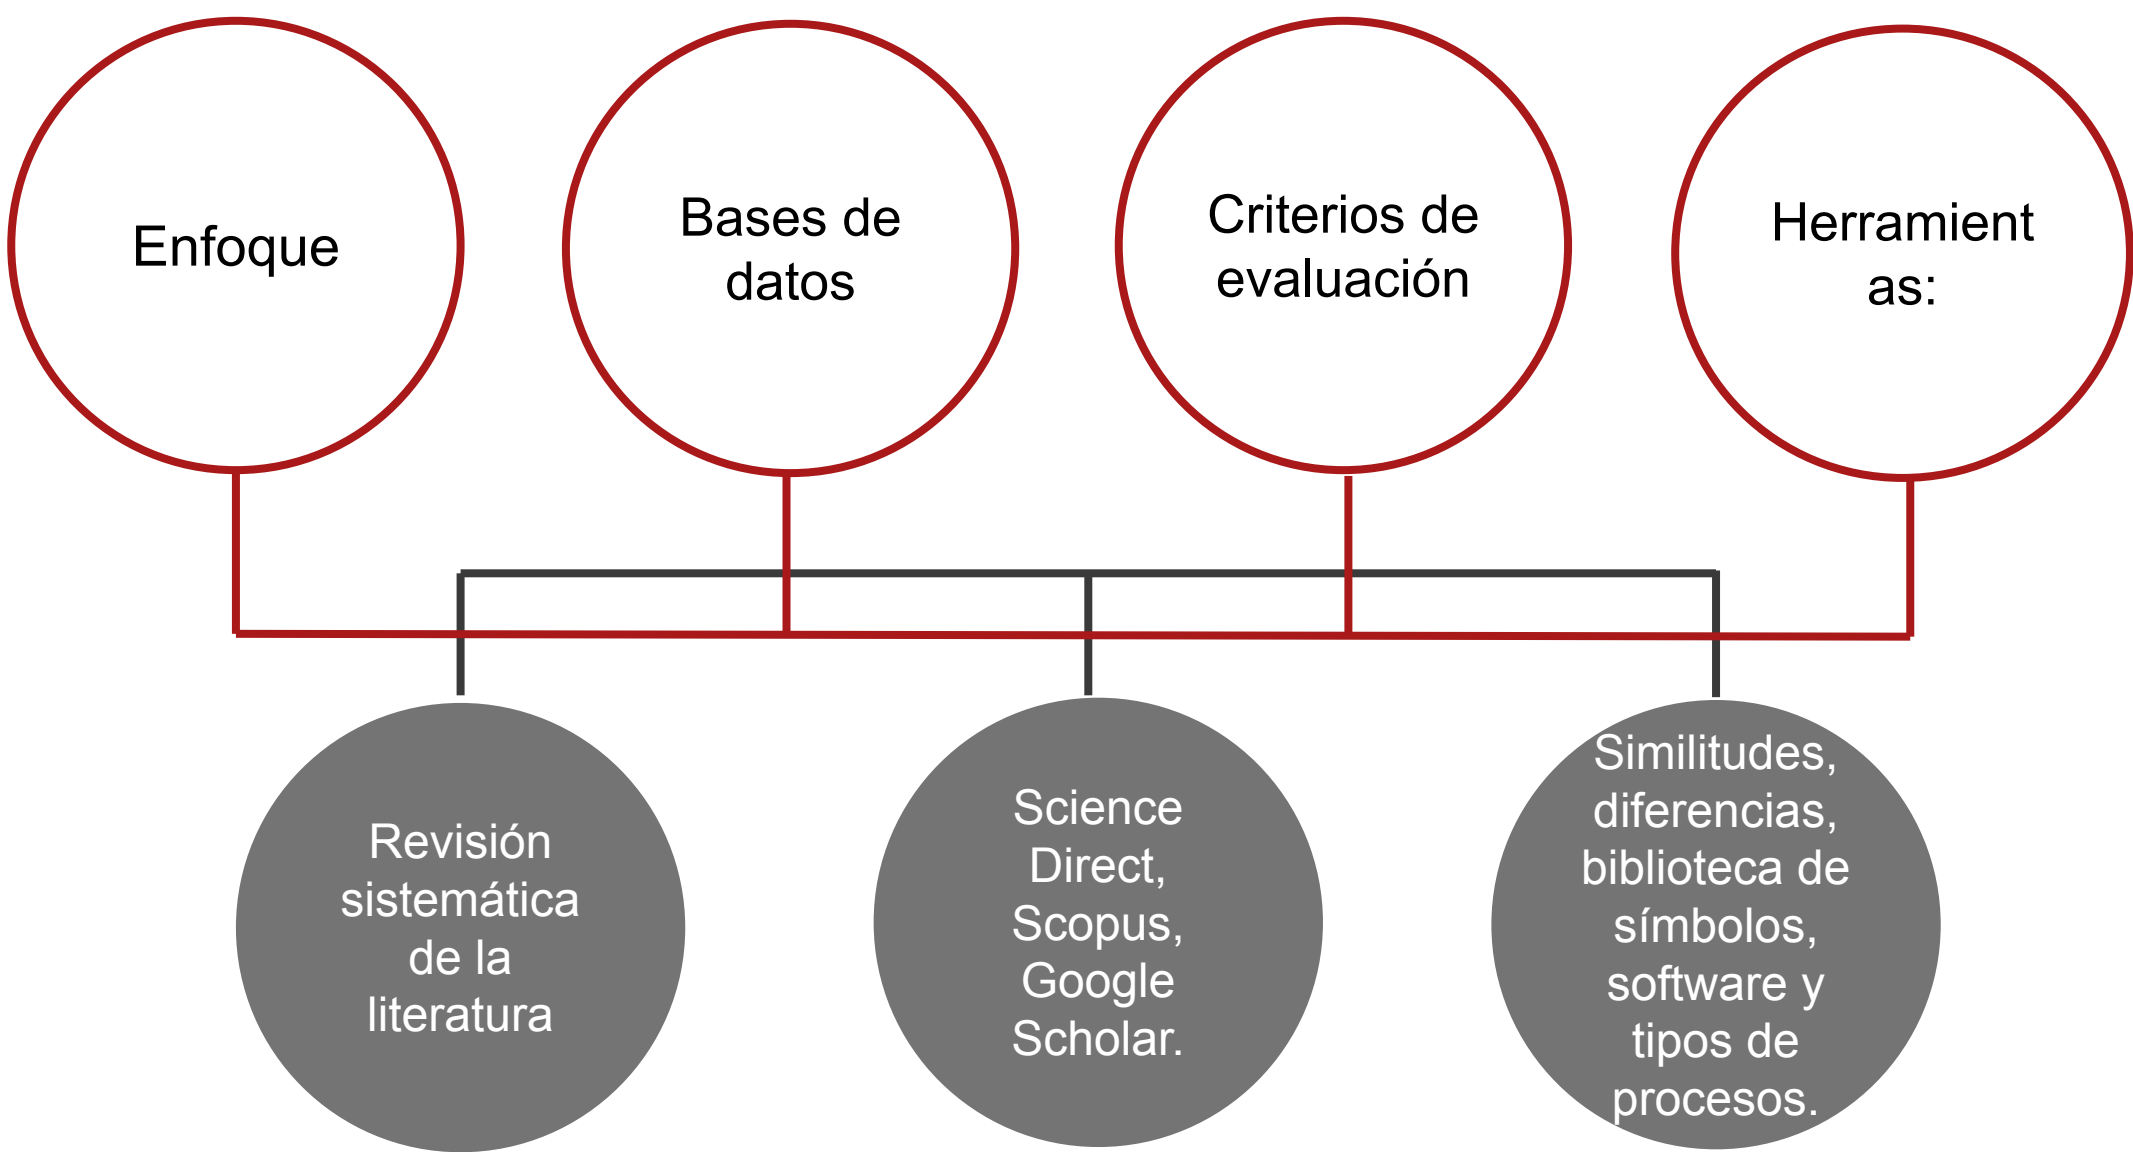 Enfoque
Bases de
datos
Criterios de
evaluación
Herramient
as:
Revisión
sistemática
de la
literatura
Science
Direct,
Scopus,
Google
Scholar.
Similitudes,
diferencias,
biblioteca de
símbolos,
software y
tipos de
procesos.